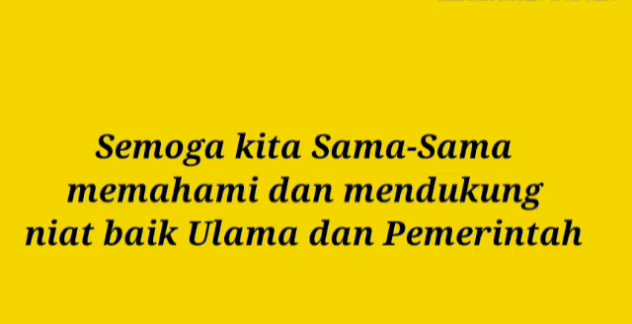 Semoga kita Sama-Sama
memahami dan mendukung
niat baik Ulama dan Pemerintah